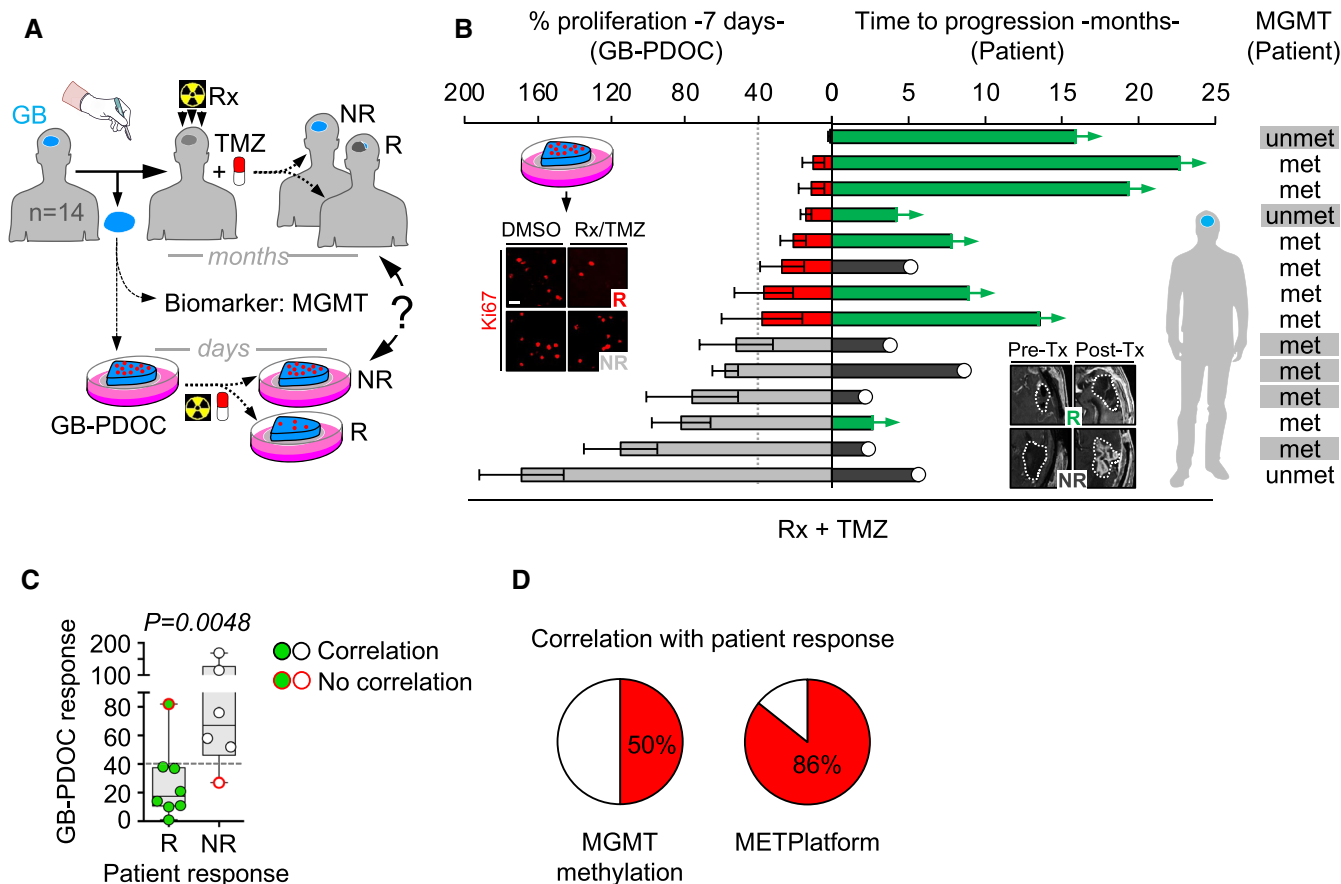 A
GB
Rx
NR
R
TMZ
+
n=14
months
Biomarker: MGMT
?
days
NR
GB-PDOC
R
B
% proliferation -7 days-
(GB-PDOC)
Time to progression -months-
(Patient)
MGMT
(Patient)
200 160 120 80 40 0 5 10 15 20 25
DMSO Rx/TMZ
Ki67
R
NR
Pre-Tx Post-Tx
R
NR
unmet
met
met
unmet
met
met
met
met
met
met
met
met
met
unmet
Rx + TMZ
C
P=0.0048
GB-PDOC response
200
100
80
60
40
20
0
R NR
Patient response
Correlation
No correlation
D
Correlation with patient response
50%
86%
MGMT
methylation
METPlatform